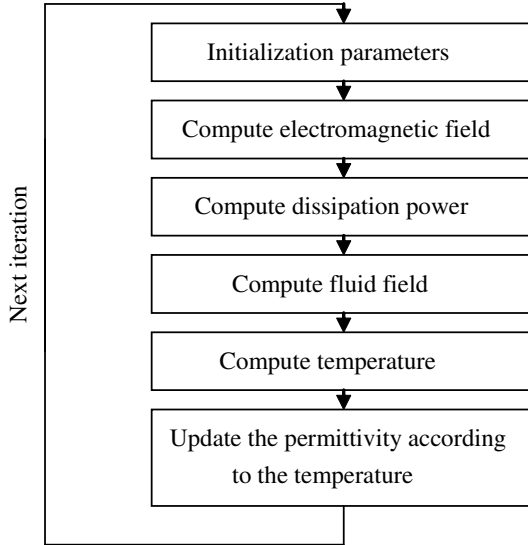 Initialization parameters
Compute electromagnetic field
Compute dissipation power
Compute fluid field
Compute temperature
Update the permittivity according
to the temperature
Next iteration